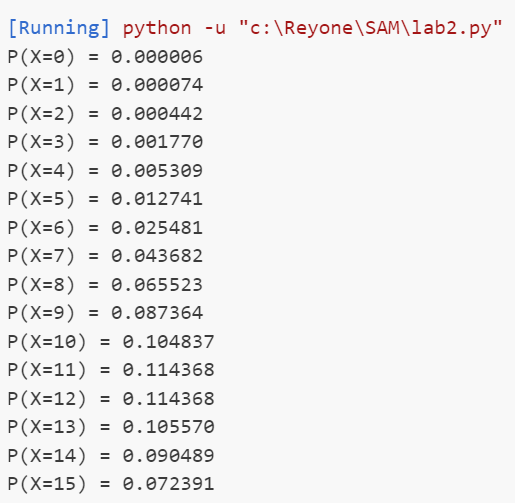 [Running] python -u "c:\Reyone\SAM\lab2.py"
P(X=0) = 0.000006
P(X=1) = 0.000074
P(X=2) = 0.000442
P(X=3) = 0.001770
P(X=4) = 0.005309
P(X=5) = 0.012741
P(X=6) = 0.025481
P(X=7) = 0.043682
P(X=8) = 0.065523
P(X=9) = 0.087364
P(X=10) = 0.104837
P(X=11) = 0.114368
P(X=12) = 0.114368
P(X=13) = 0.105570
P(X=14) = 0.090489
P(X=15) = 0.072391